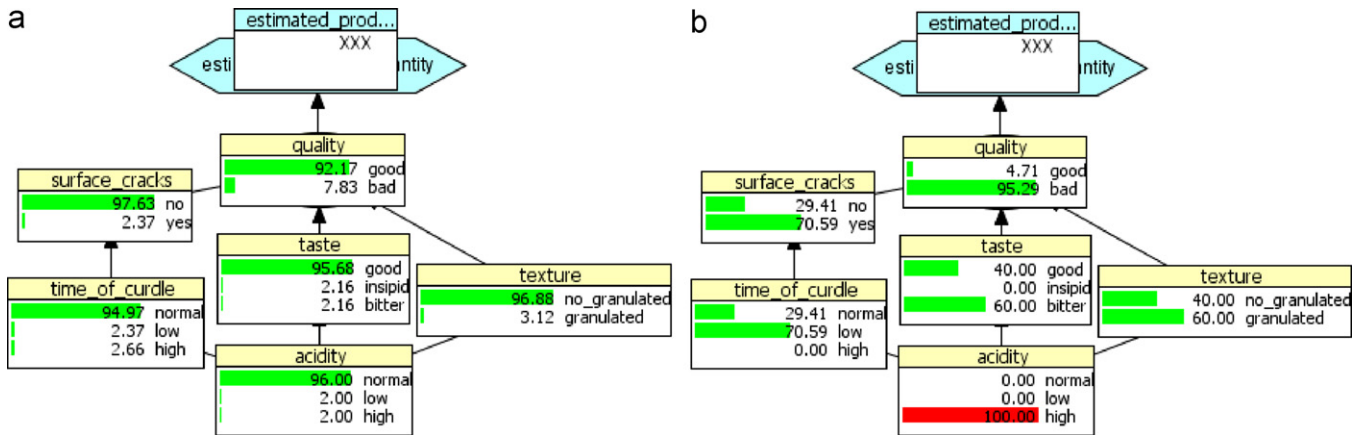 a
estimated_prod...
XXX
esti
ntity
quality
92.17 good
7.83 bad
surface_cracks
97.63 no
2.37 yes
taste
95.68 good
2.16 insipid
2.16 bitter
texture
96.88 no_granulated
3.12 granulated
time_of_curdle
94.97 normal
2.37 low
2.66 high
acidity
96.00 normal
2.00 low
2.00 high
b
estimated_prod...
XXX
esti
ntity
quality
4.71 good
95.29 bad
surface_cracks
29.41 no
70.59 yes
taste
40.00 good
0.00 insipid
60.00 bitter
texture
40.00 no_granulated
60.00 granulated
time_of_curdle
29.41 normal
70.59 low
0.00 high
acidity
0.00 normal
0.00 low
100.00 high